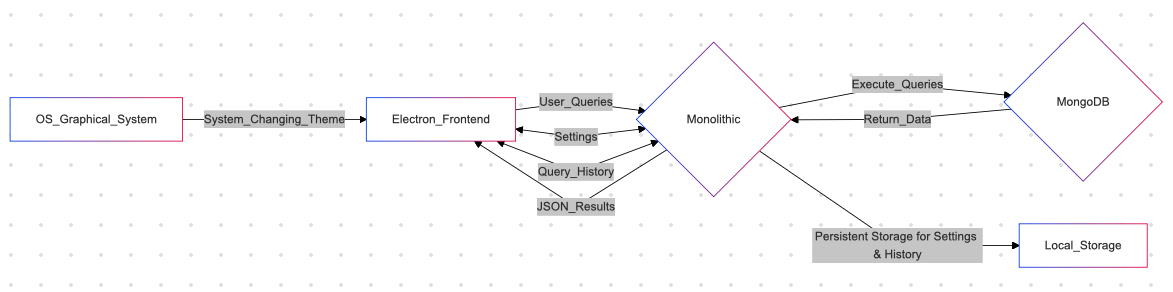 OS_Graphical_System
System_Changing_Theme
Electron_Frontend
User_Queries
Settings
Query_History
JSON_Results
Monolithic
Execute_Queries
Return_Data
MongoDB
Persistent Storage for Settings
& History
Local_Storage